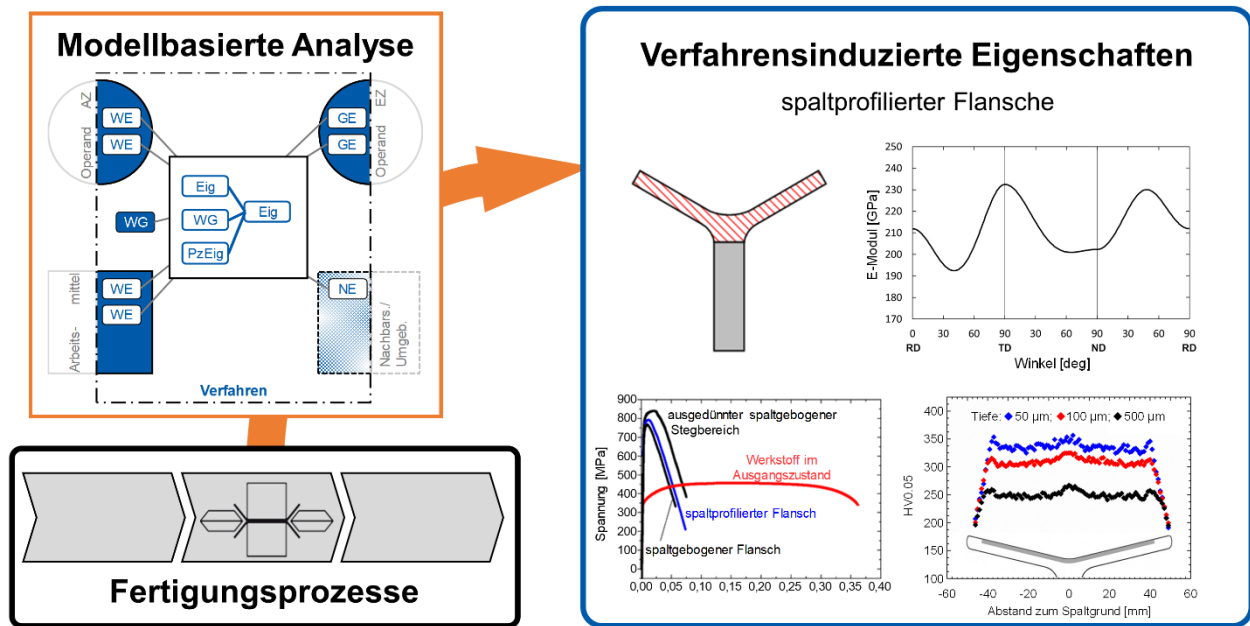 Modellbasierte Analyse
Operand
AZ
WE
WE
EZ
Operand
GE
GE
Eig
WG
PzEig
Eig
WG
Arbeits-
mittel
WE
WE
NE
Nachbars./
Umgeb.
Verfahren
Fertigungsprozesse
Verfahrensinduzierte Eigenschaften
spaltprofilierter Flansche
E-Modul [GPa]
250
240
230
220
210
200
190
180
170
0 30 60 90 30 60 90 30 60 90
RD TD ND RD
Winkel [deg]
Spannung [MPa]
900
800
700
600
500
400
300
200
100
0
ausgedünnter spaltgebogener
Stegbereich
Werkstoff im
Ausgangszustand
spaltprofilierter Flansch
spaltgebogener Flansch
0,00 0,05 0,10 0,15 0,20 0,25 0,30 0,35 0,40
HV0.05
400
350
300
250
200
150
100
Tiefe: 50 µm; 100 µm; 500 µm
-60 -40 -20 0 20 40 60
Abstand zum Spaltgrund [mm]